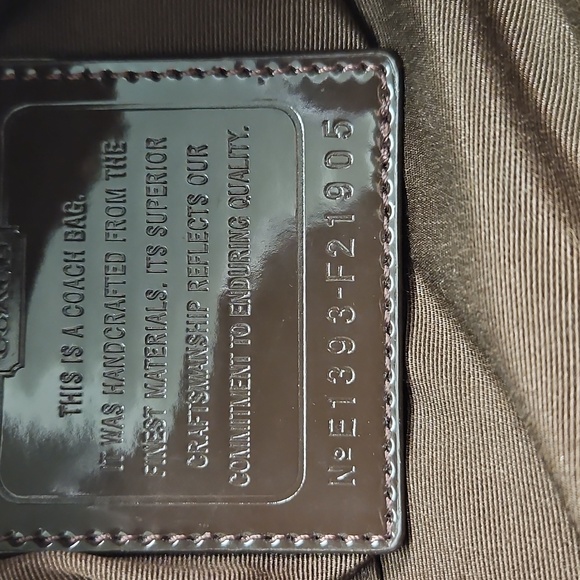 THIS IS A COACH BAG.
IT WAS HANDCRAFTED FROM THE
FINEST MATERIALS. ITS SUPERIOR
CRAFTSMANSHIP REFLECTS OUR
COMMITMENT TO ENDURING QUALITY.
Nº E1393-F21905